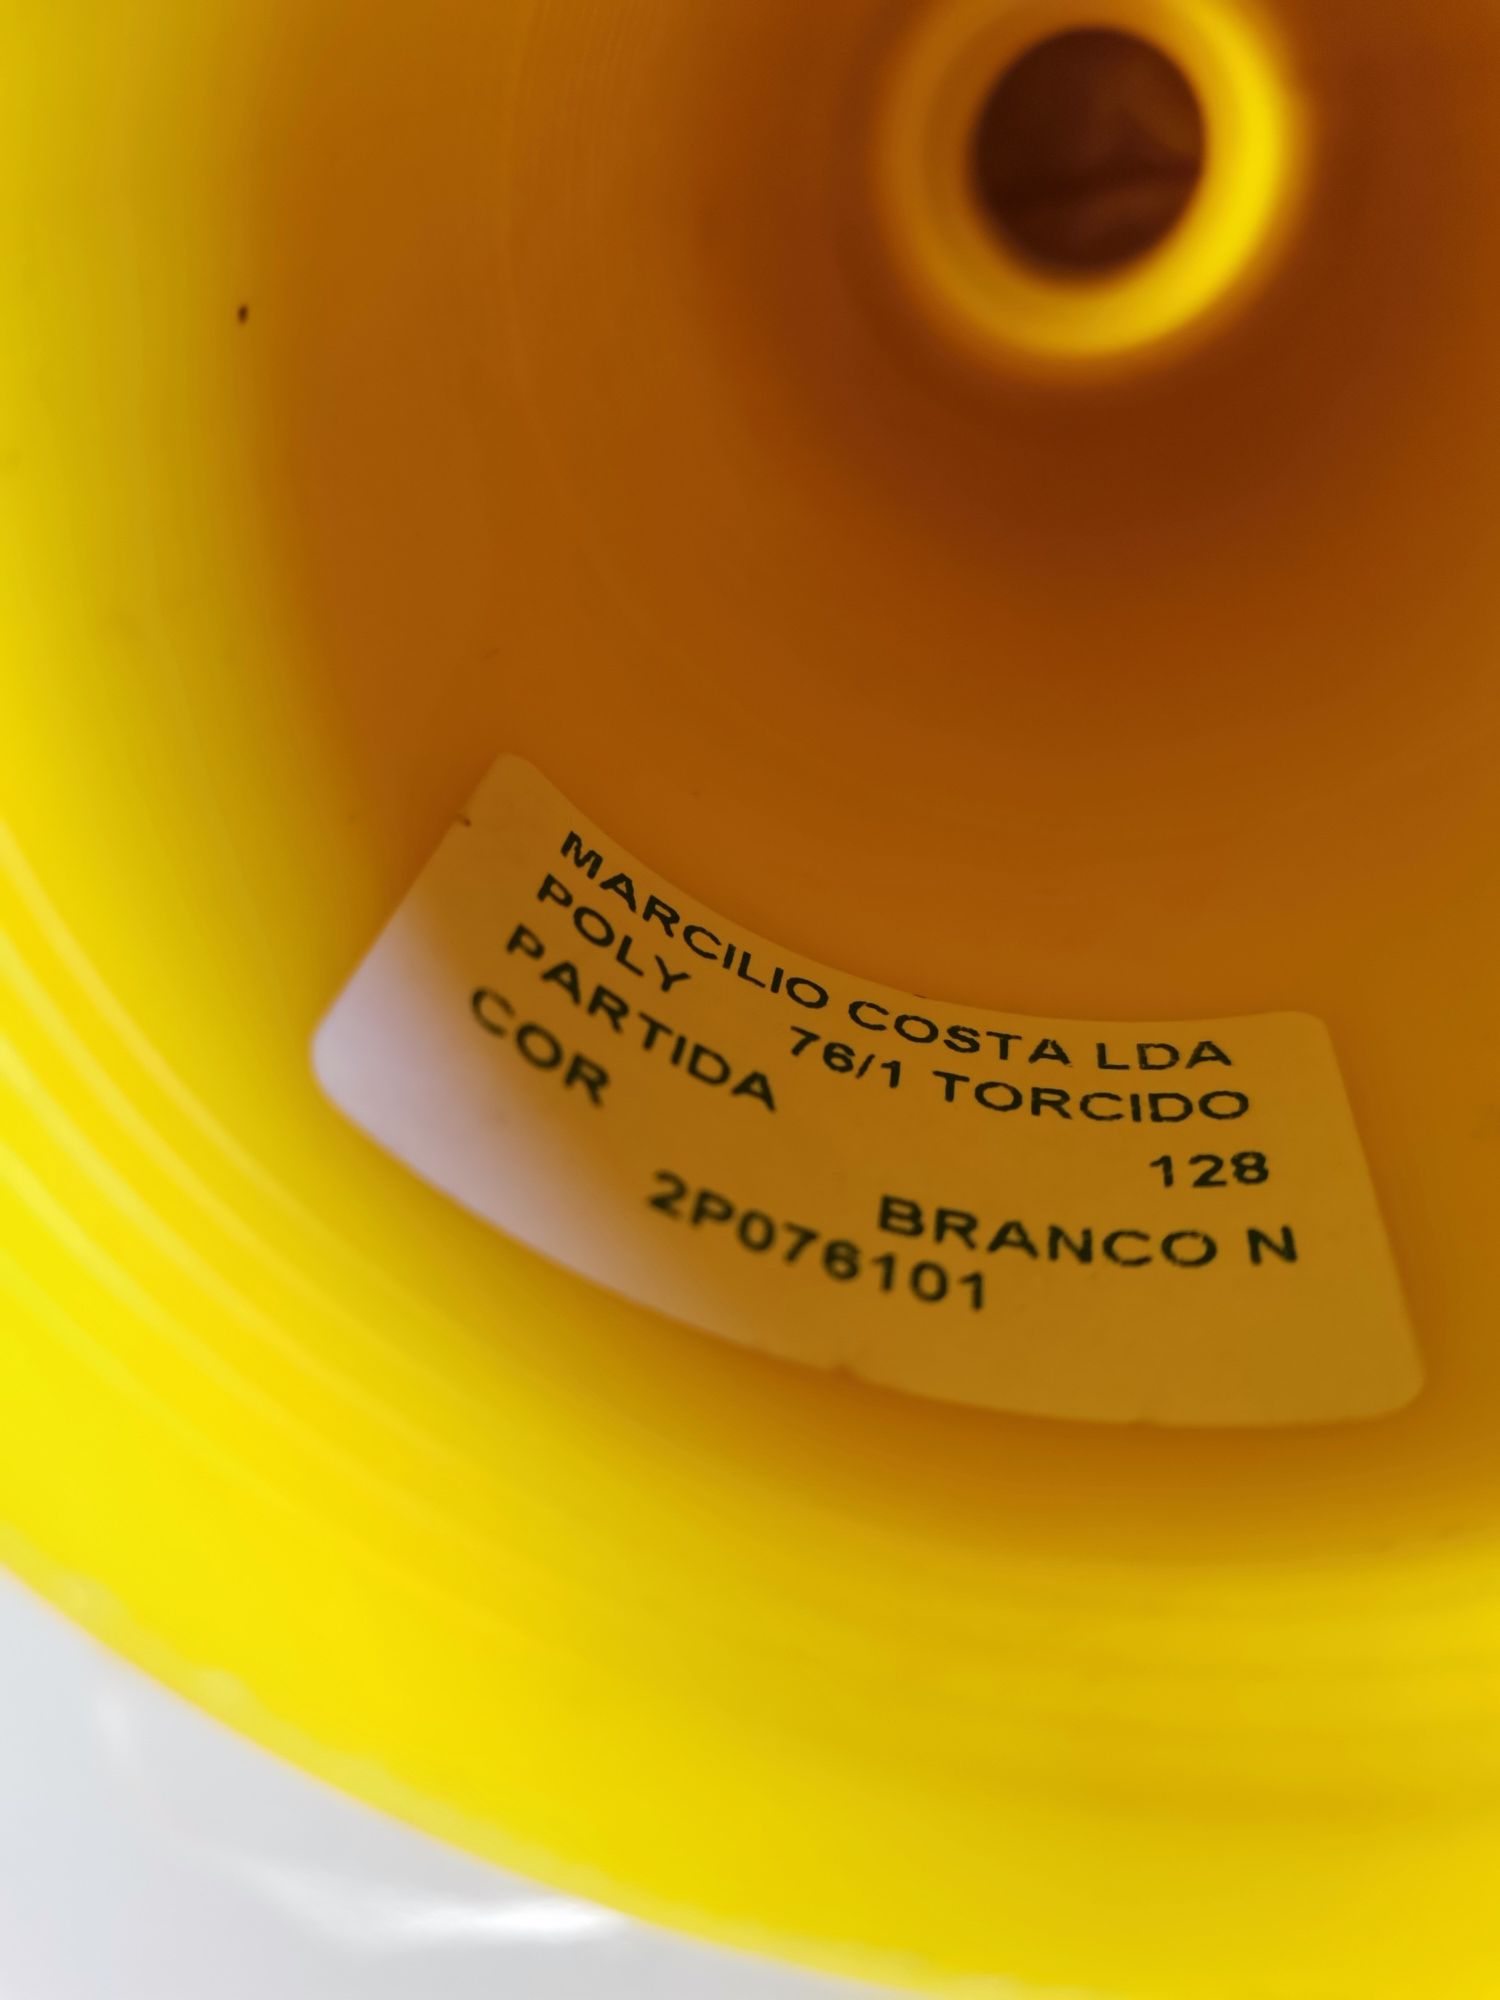 MARCILIO COSTA LDA
POLY 76/1 TORCIDO
PARTIDA 128
COR BRANCO N
2P076101